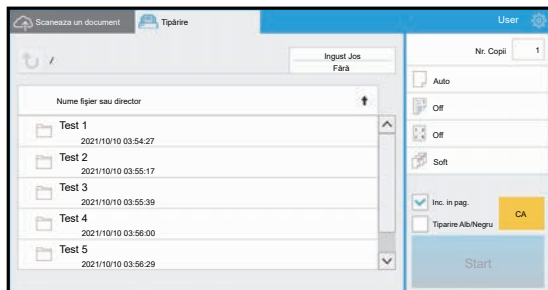 Scaneaza un document
Tipărire
User
/
Ingust Jos
Fără
Nr. Copii 1
Nume fişier sau director
Test 1
2021/10/10 03:54:27
Test 2
2021/10/10 03:55:17
Test 3
2021/10/10 03:55:39
Test 4
2021/10/10 03:56:00
Test 5
2021/10/10 03:56:29
Auto
Off
Off
Soft
Inc. in pag.
Tiparire Alb/Negru
CA
Start